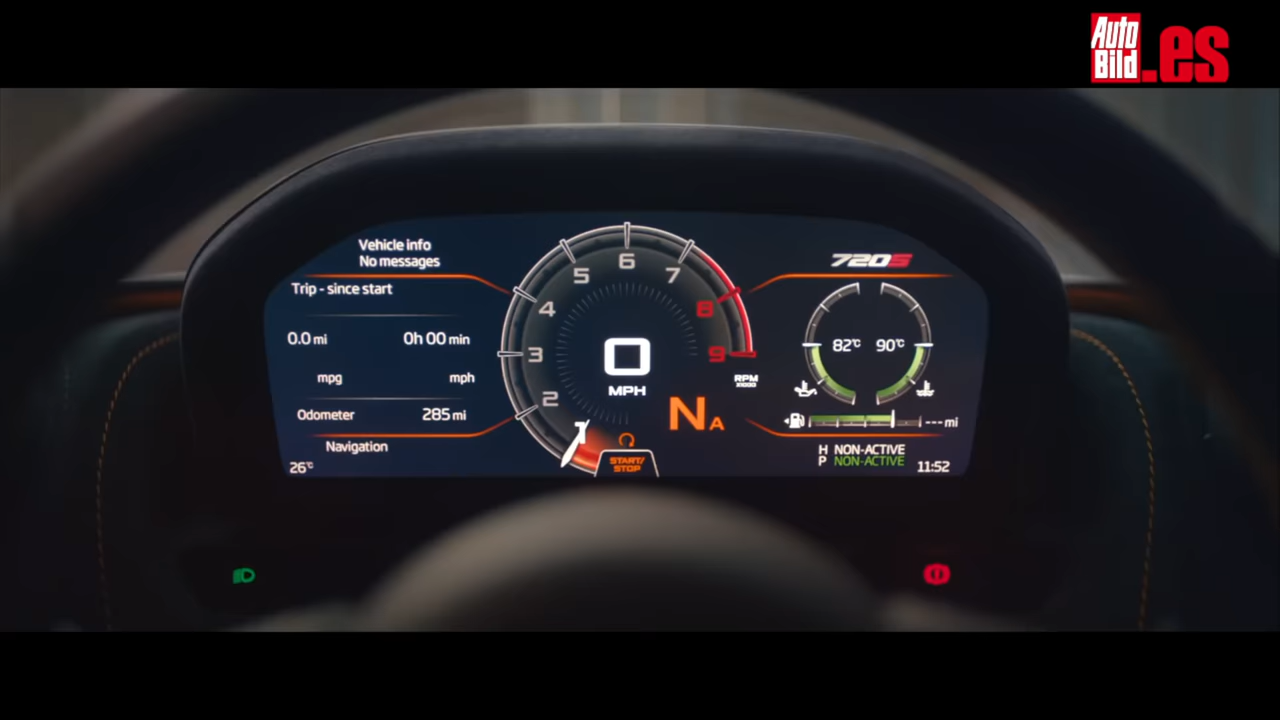 Auto
Bild
.es
Vehicle info
No messages
Trip - since start
0.0 mi 0h 00 min
mpg mph
Odometer 285 mi
Navigation
26°C
1
2
3
4
5
6
7
8
9
0
MPH
RPM
x1000
NA
START/
STOP
720S
82°C 90°C
--- mi
H NON-ACTIVE
P NON-ACTIVE
11:52